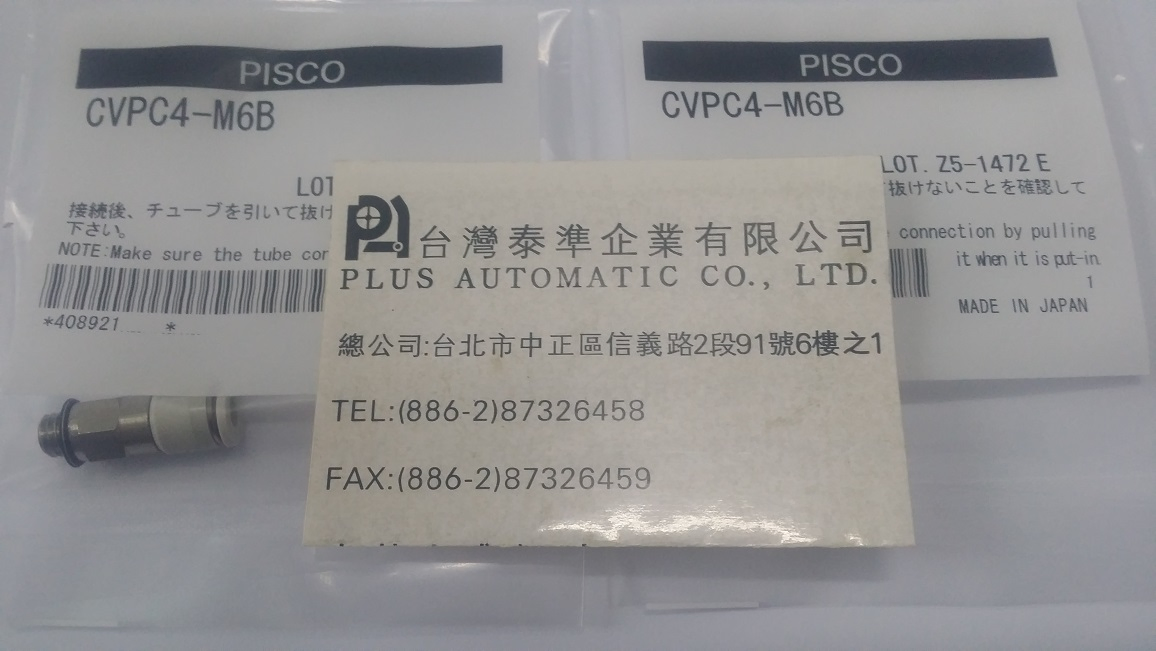 PISCO
CVPC4-M6B
LOT
接続後、チューブを引いて抜け
下さい。
NOTE:Make sure the tube con
*408921 *
PISCO
CVPC4-M6B
LOT. Z5-1472 E
抜けないことを確認して
connection by pulling
it when it is put-in.
1
MADE IN JAPAN
台灣泰準企業有限公司
PLUS AUTOMATIC CO., LTD.
總公司:台北市中正區信義路2段91號6樓之1
TEL:(886-2)87326458
FAX:(886-2)87326459